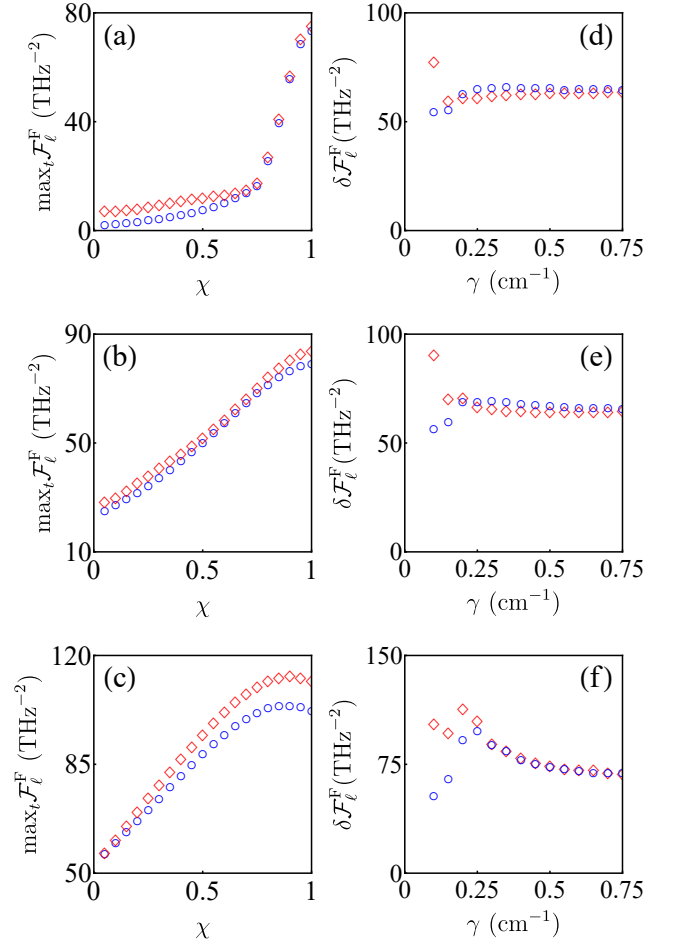 (a)
80
40
0
0
0.5
1
max_t 𝓕_ℓ^F (THz⁻²)
χ
(d)
100
50
0
0
0.25
0.50
0.75
δ𝓕_ℓ^F(THz⁻²)
γ (cm⁻¹)
(b)
90
50
10
0
0.5
1
max_t 𝓕_ℓ^F (THz⁻²)
χ
(e)
100
50
0
0
0.25
0.50
0.75
δ𝓕_ℓ^F(THz⁻²)
γ (cm⁻¹)
(c)
120
85
50
0
0.5
1
max_t 𝓕_ℓ^F (THz⁻²)
χ
(f)
150
75
0
0
0.25
0.50
0.75
δ𝓕_ℓ^F(THz⁻²)
γ (cm⁻¹)